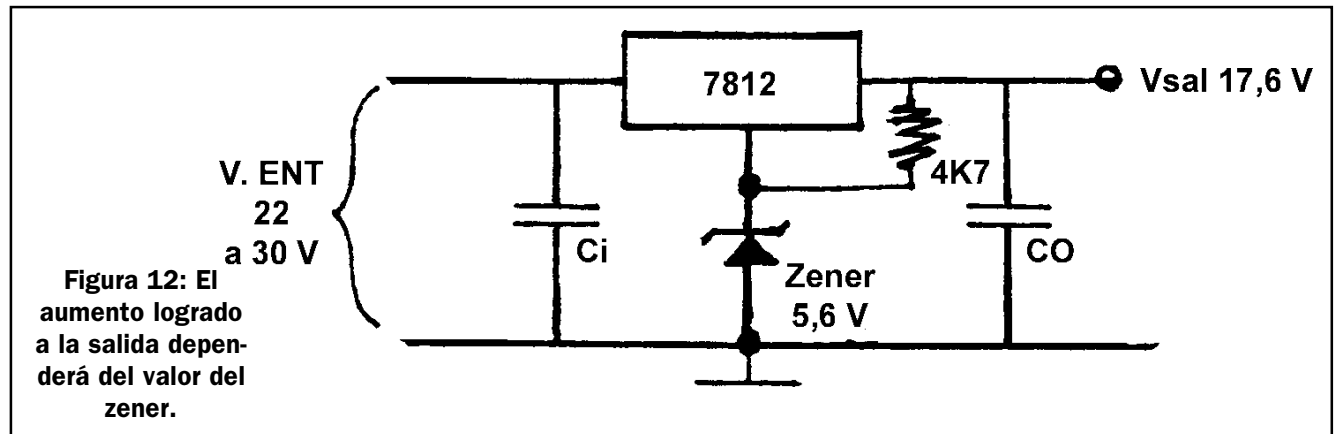 7812
Vsal 17,6 V
4K7
V. ENT
22
a 30 V
Ci
Zener
5,6 V
CO
Figura 12: El
aumento logrado
a la salida depen-
derá del valor del
zener.